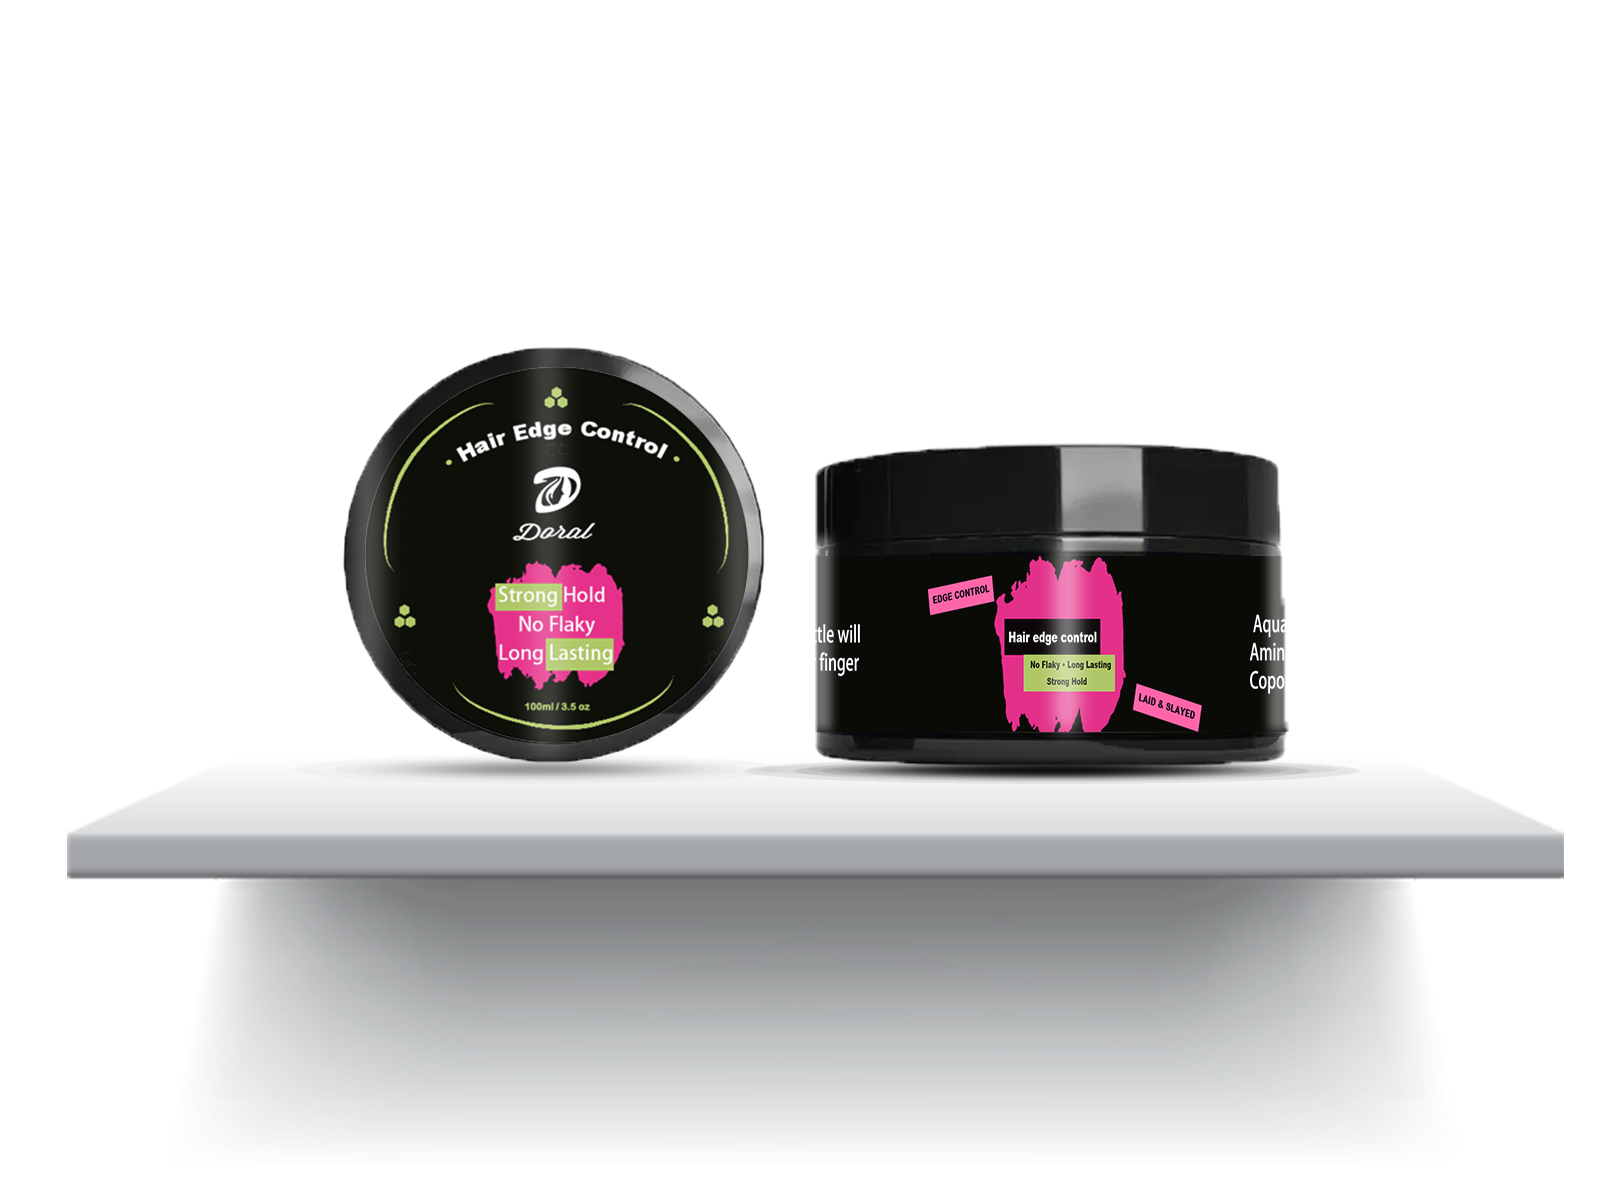 Hair Edge Control
Doral
Strong Hold
No Flaky
Long Lasting
100ml / 3.5 oz
will
finger
EDGE CONTROL
Hair edge control
No Flaky • Long Lasting
Strong Hold
LAID & SLAYED
Aqua
Amin
Copo